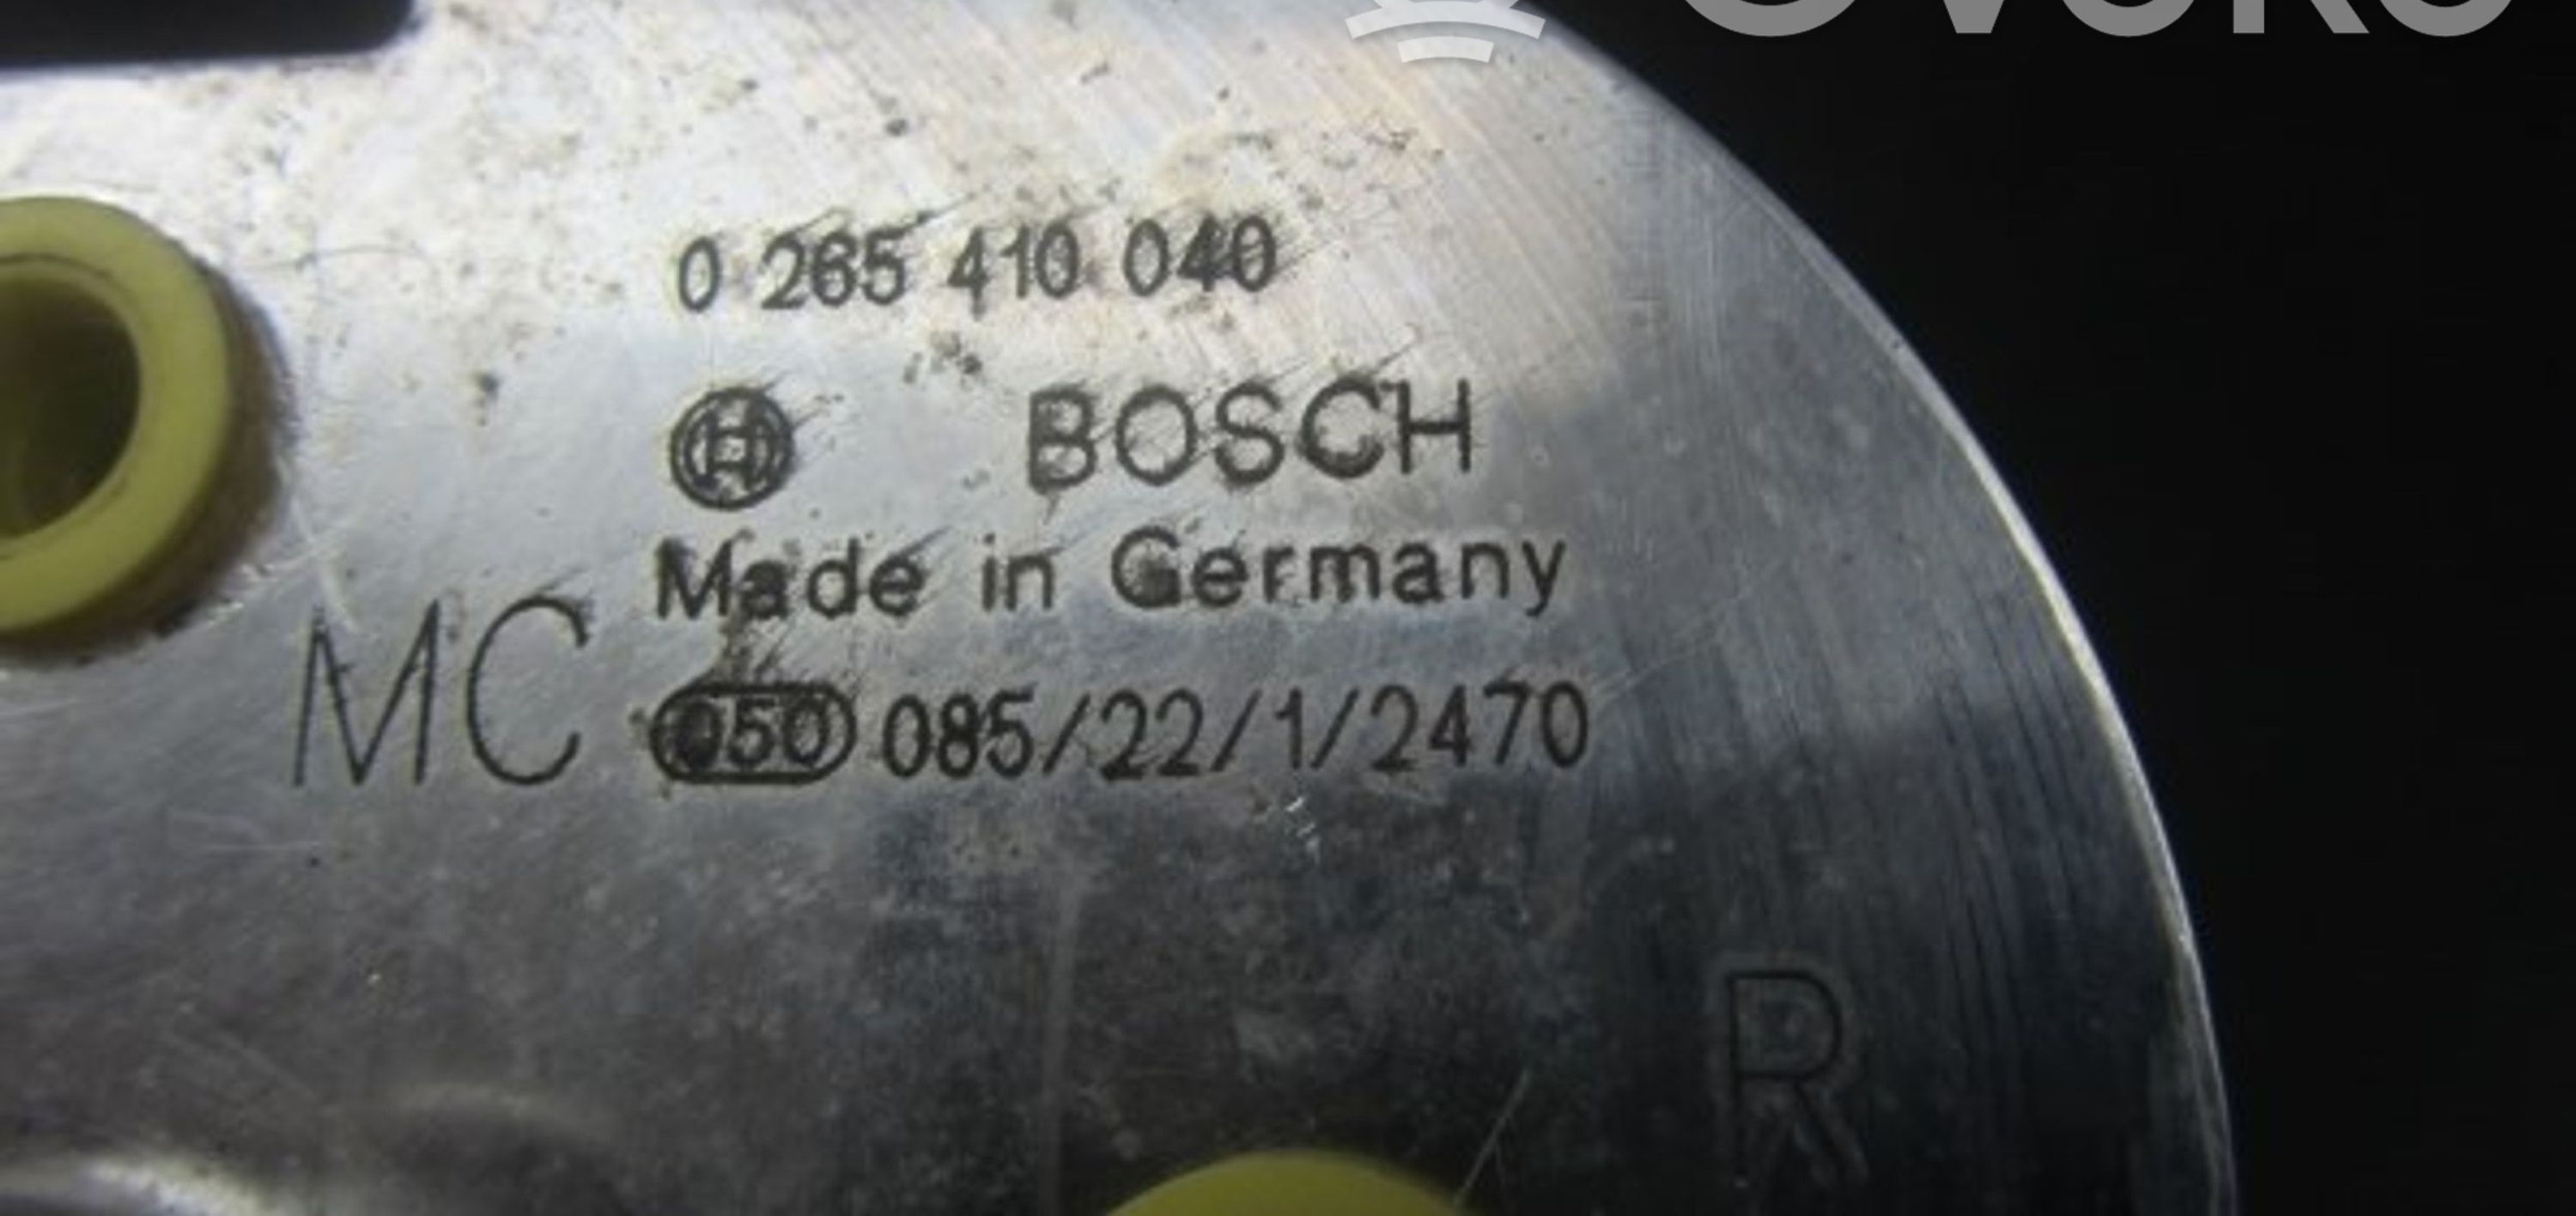 0 265 410 040
BOSCH
Made in Germany
MC 050 085/22/1/2470
R